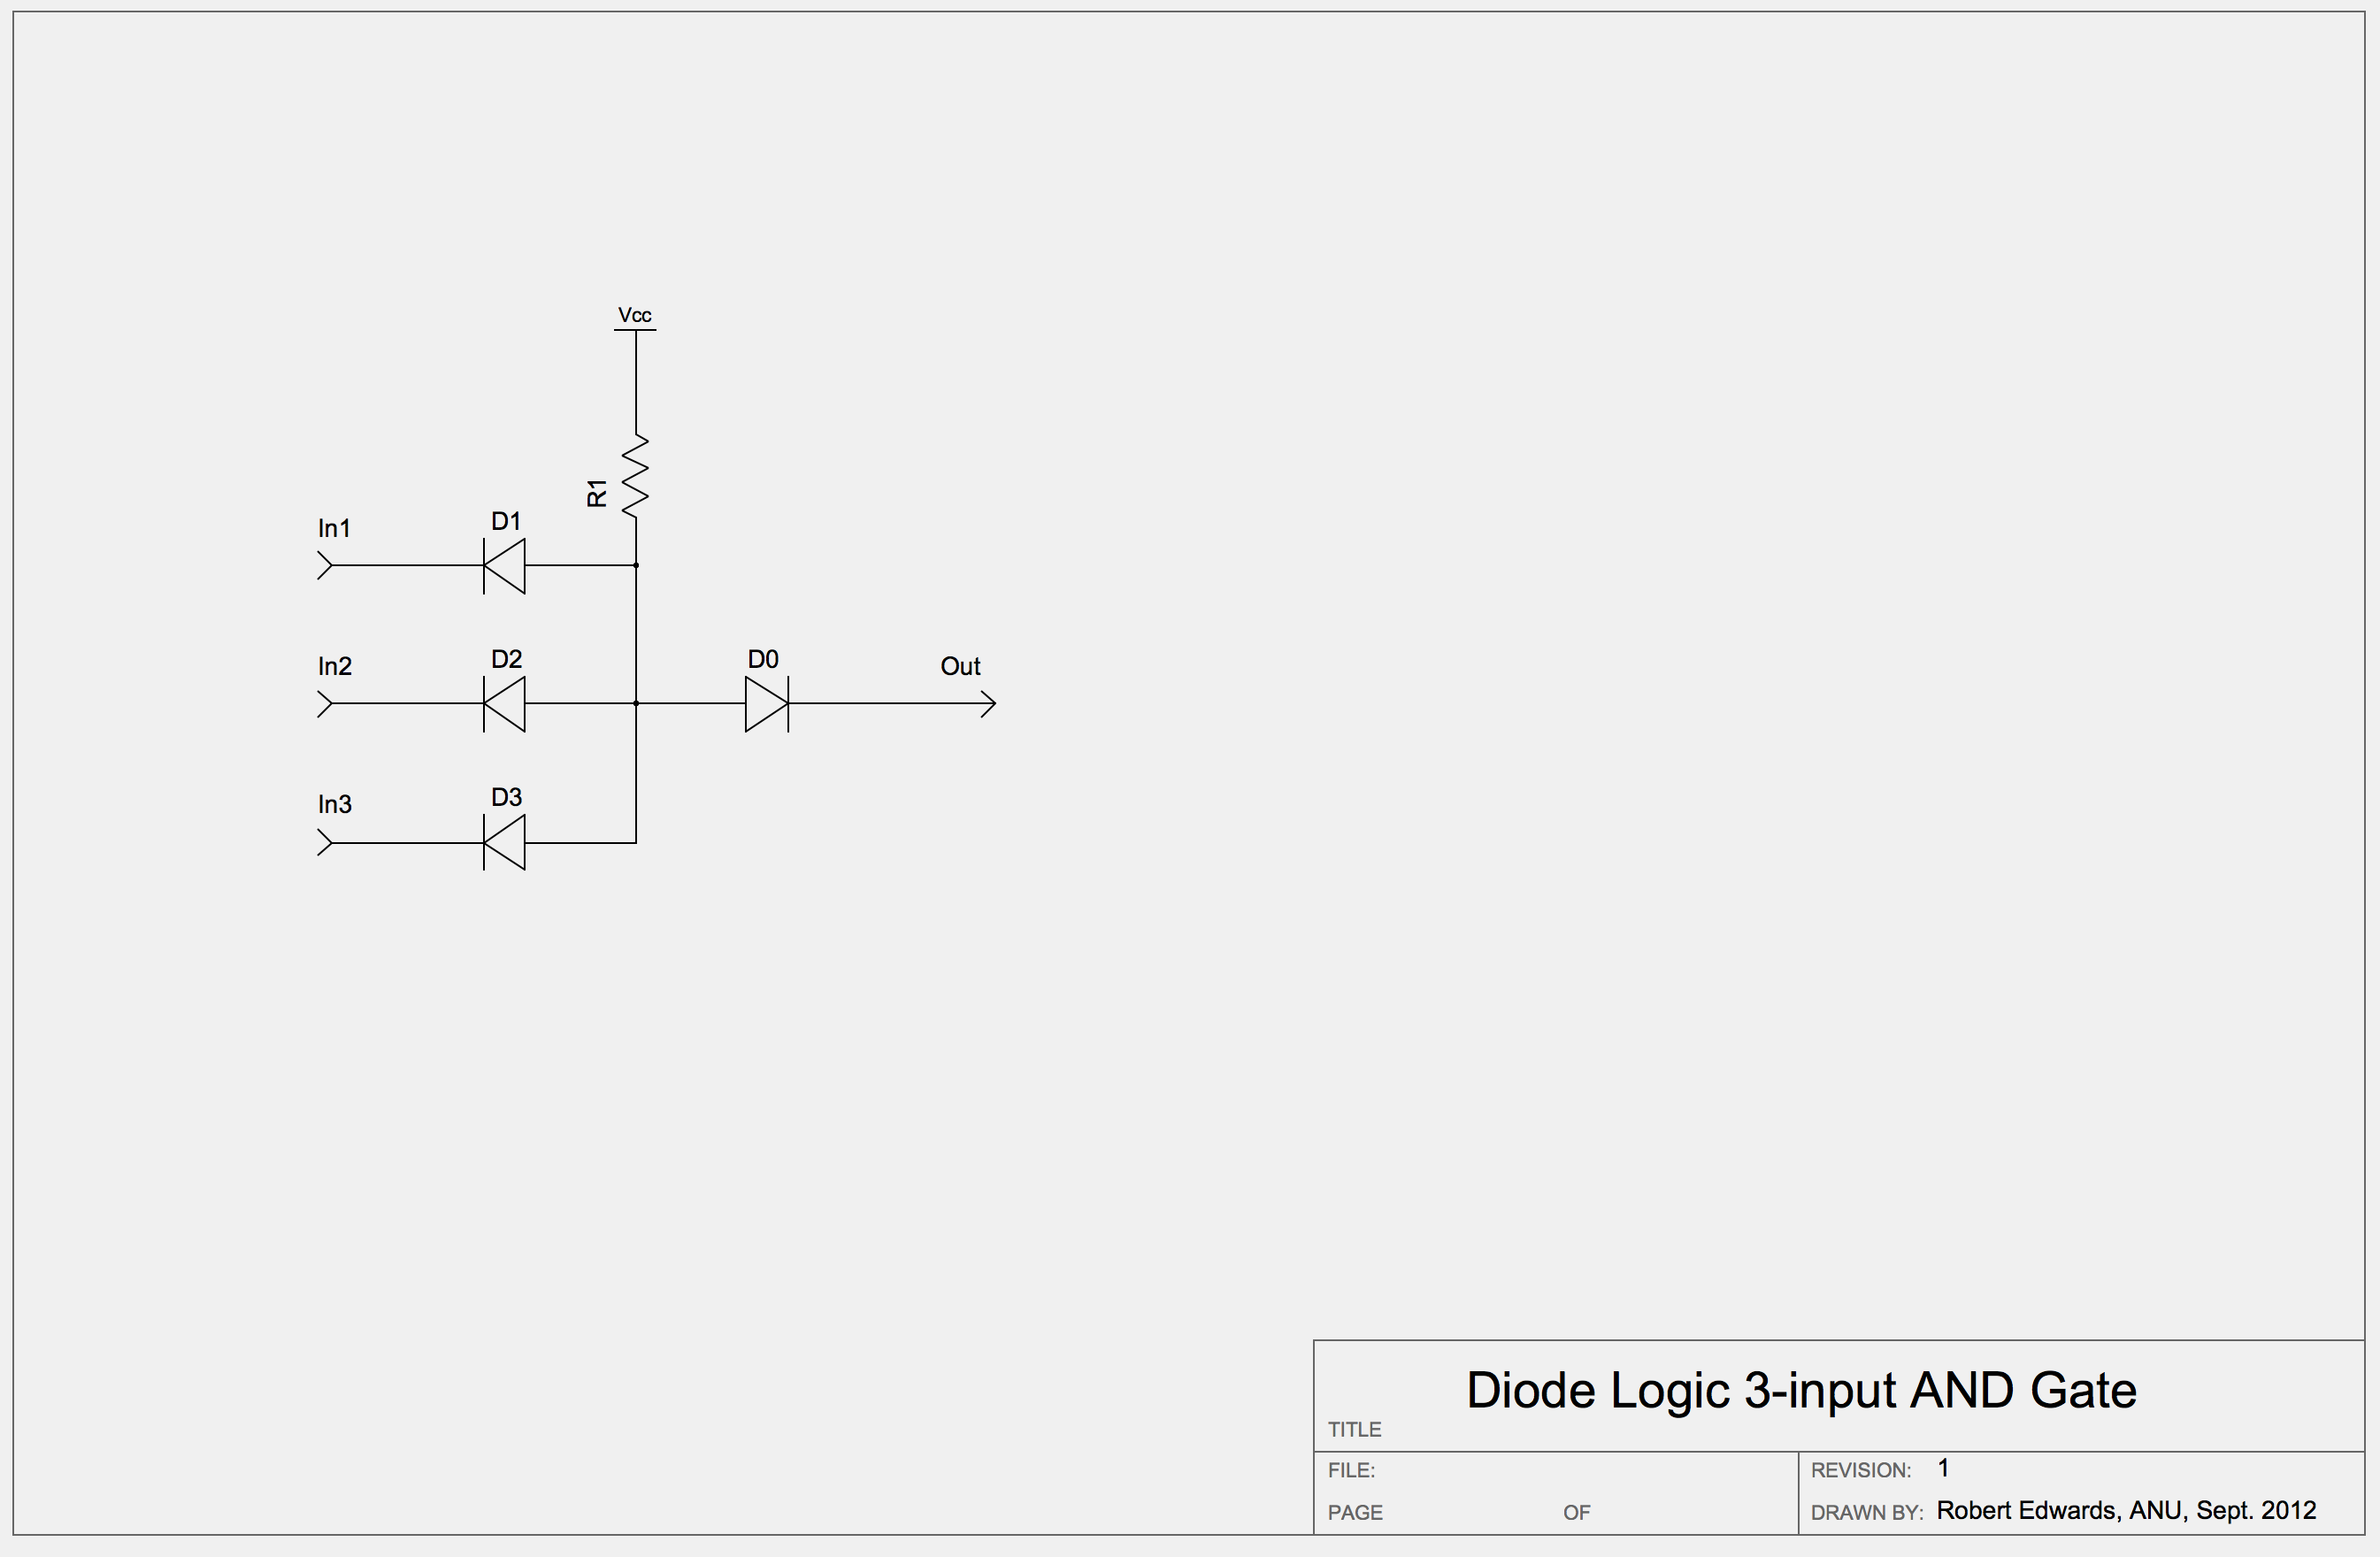 Vcc
R1
In1
D1
In2
D2
D0
Out
In3
D3
Diode Logic 3-input AND Gate
TITLE
FILE:
REVISION: 1
PAGE OF
DRAWN BY: Robert Edwards, ANU, Sept. 2012